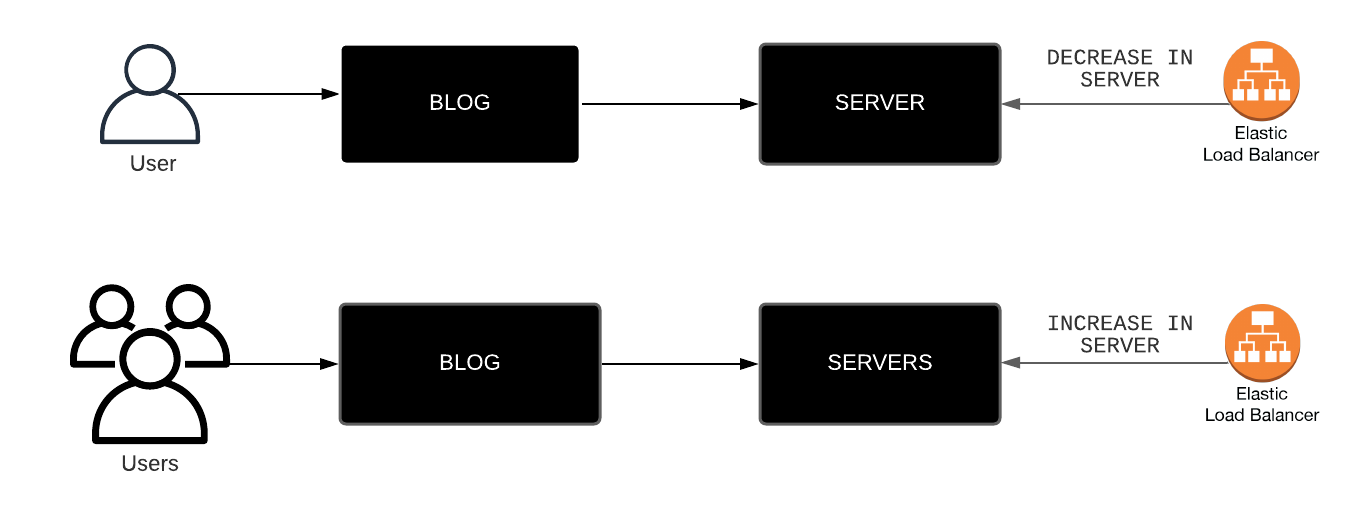 BLOG
SERVER
DECREASE IN
SERVER
Elastic
Load Balancer
User
BLOG
SERVERS
INCREASE IN
SERVER
Elastic
Load Balancer
Users